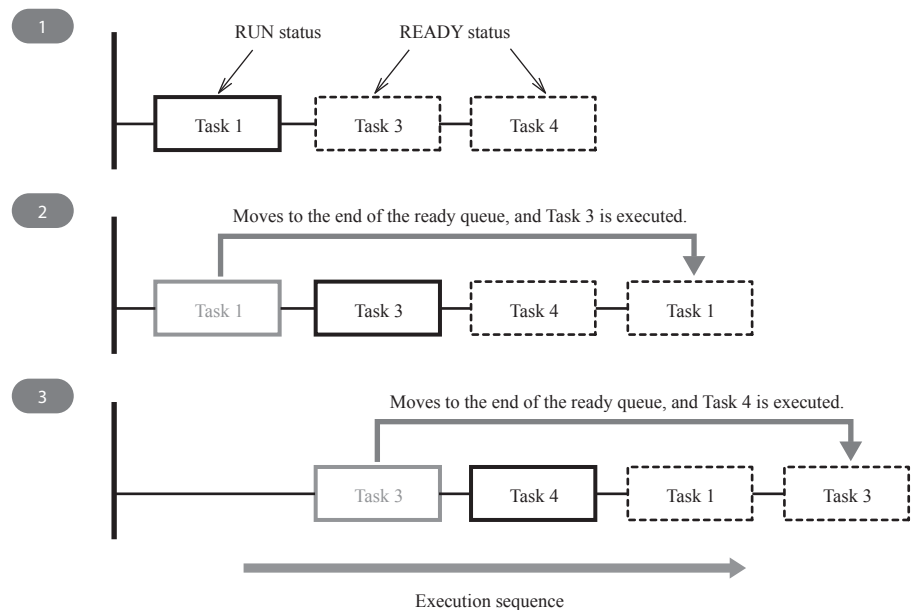 1
RUN status
READY status
Task 1
Task 3
Task 4
2
Moves to the end of the ready queue, and Task 3 is executed.
Task 1
Task 3
Task 4
Task 1
3
Moves to the end of the ready queue, and Task 4 is executed.
Task 3
Task 4
Task 1
Task 3
Execution sequence